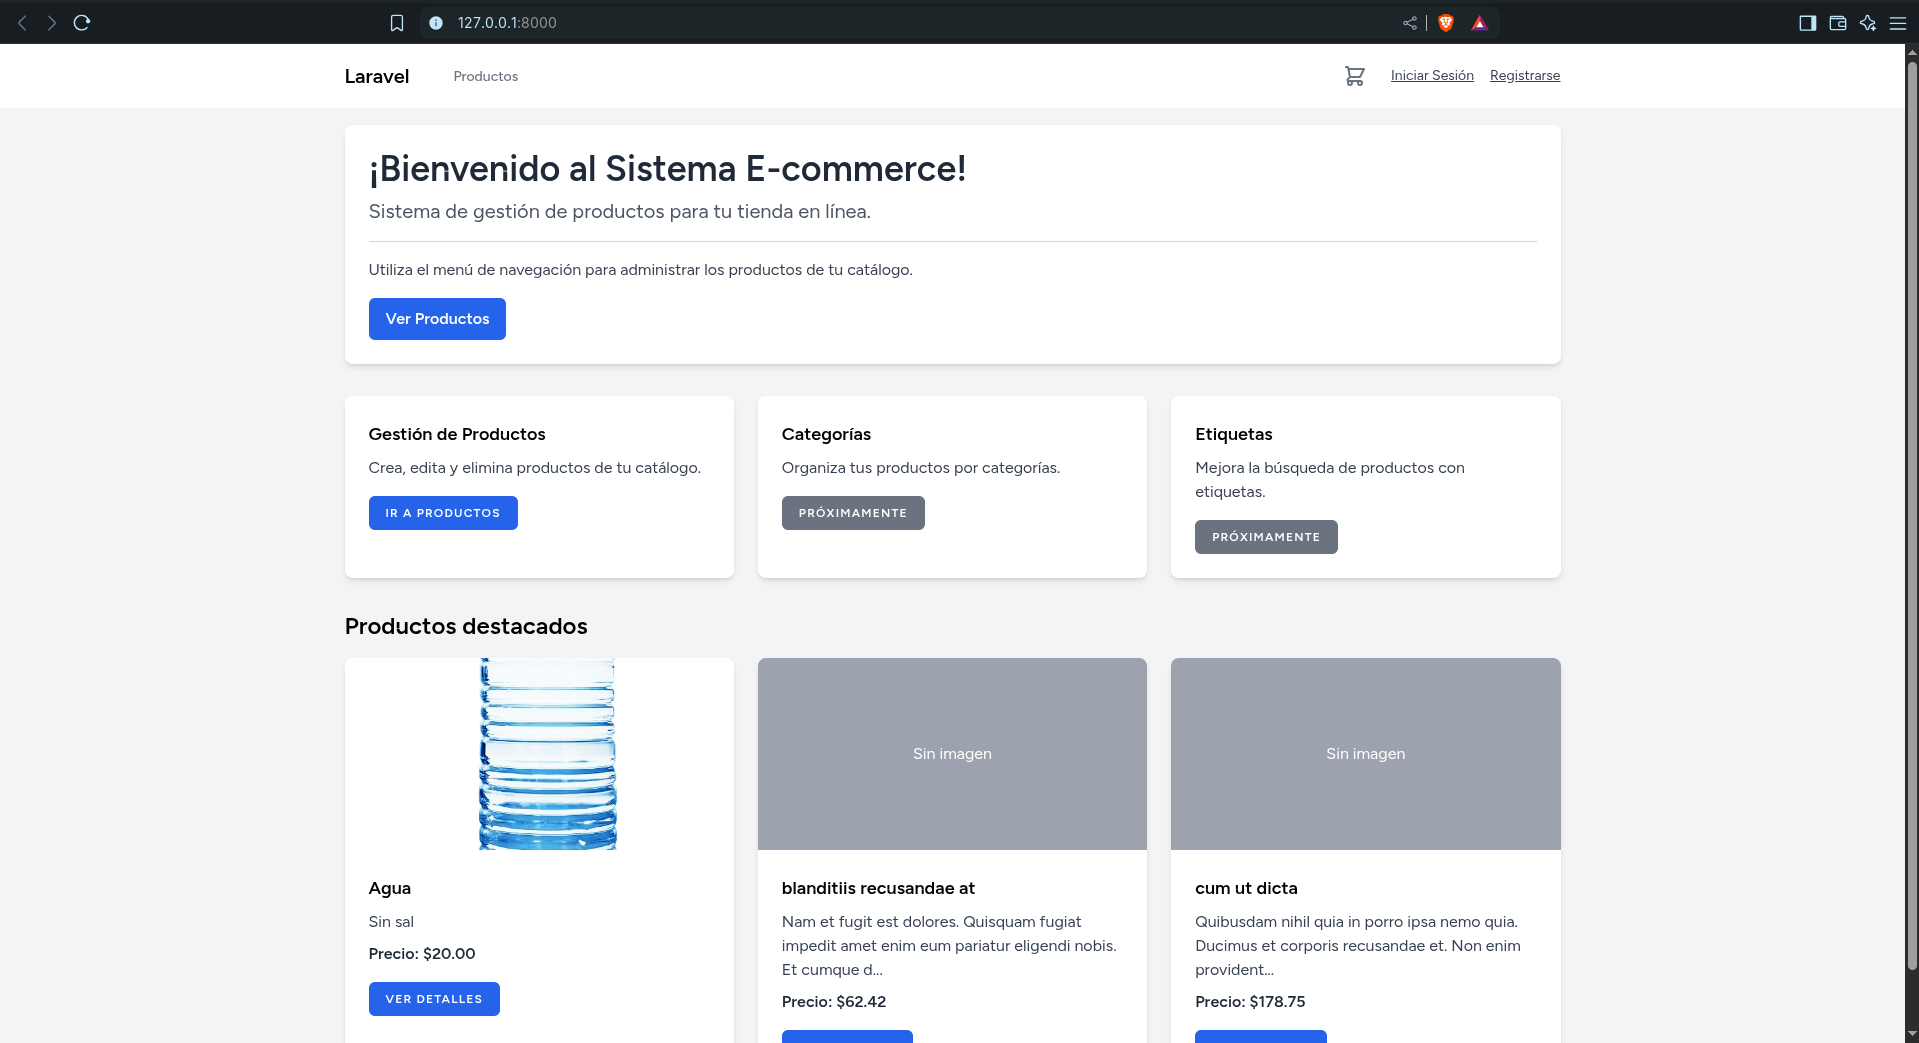 127.0.0.1:8000
Laravel
Productos
Iniciar Sesión
Registrarse
¡Bienvenido al Sistema E-commerce!
Sistema de gestión de productos para tu tienda en línea.
Utiliza el menú de navegación para administrar los productos de tu catálogo.
Ver Productos
Gestión de Productos
Crea, edita y elimina productos de tu catálogo.
IR A PRODUCTOS
Categorías
Organiza tus productos por categorías.
PRÓXIMAMENTE
Etiquetas
Mejora la búsqueda de productos con
etiquetas.
PRÓXIMAMENTE
Productos destacados
Agua
Sin sal
Precio: $20.00
VER DETALLES
Sin imagen
blanditiis recusandae at
Nam et fugit est dolores. Quisquam fugiat
impedit amet enim eum pariatur eligendi nobis.
Et cumque d...
Precio: $62.42
Sin imagen
cum ut dicta
Quibusdam nihil quia in porro ipsa nemo quia.
Ducimus et corporis recusandae et. Non enim
provident...
Precio: $178.75